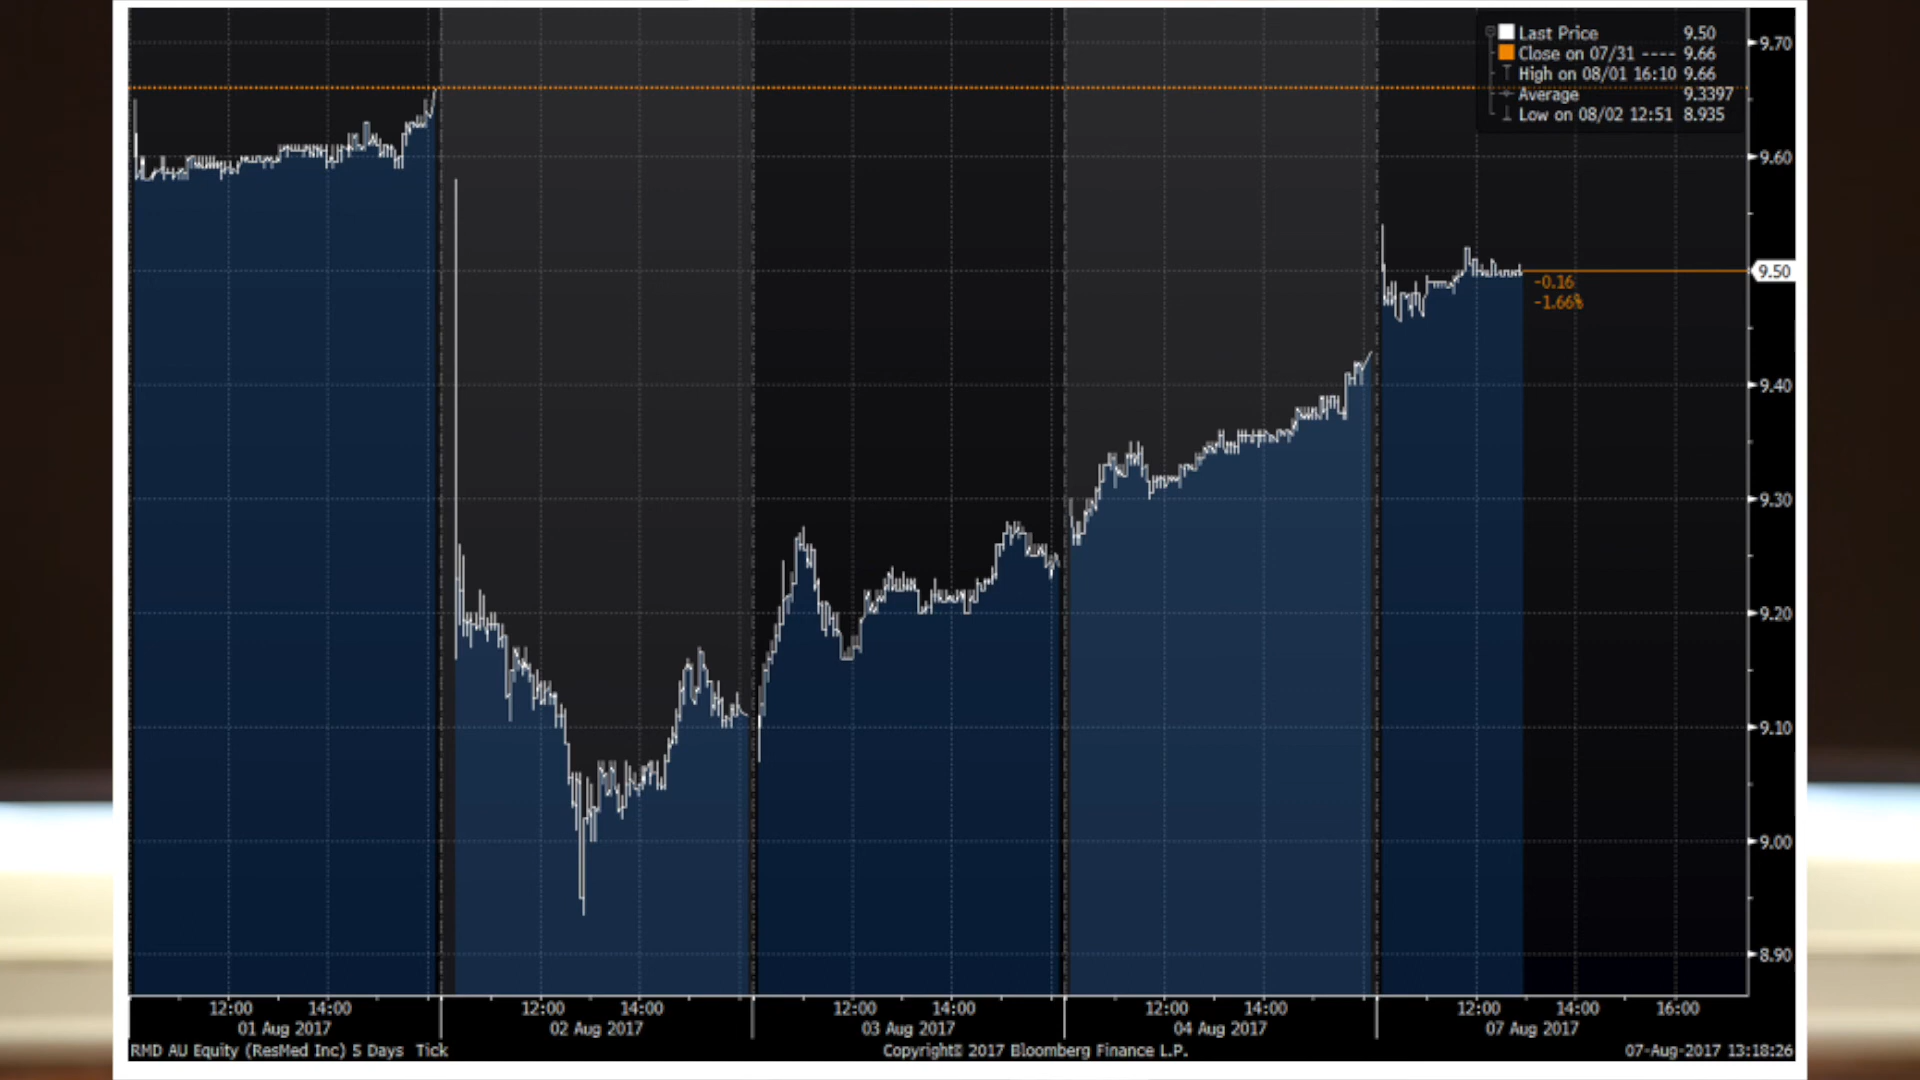 Last Price 9.50
Close on 07/31 ---- 9.66
High on 08/01 16:10 9.66
Average 9.3397
Low on 08/02 12:51 8.935
9.70
9.60
9.50
-0.16
-1.66%
9.40
9.30
9.20
9.10
9.00
8.90
12:00 14:00 12:00 14:00 12:00 14:00 12:00 14:00 12:00 14:00 16:00
01 Aug 2017 02 Aug 2017 03 Aug 2017 04 Aug 2017 07 Aug 2017
RMD AU Equity (ResMed Inc) 5 Days Tick Copyright© 2017 Bloomberg Finance L.P. 07-Aug-2017 13:18:26